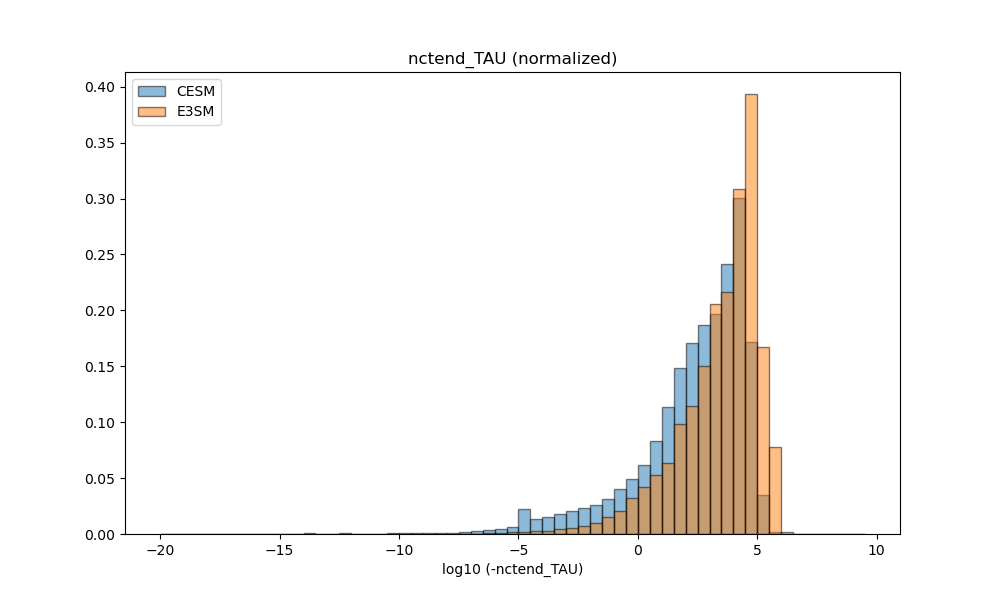 nctend_TAU (normalized)
CESM
E3SM
0.40
0.35
0.30
0.25
0.20
0.15
0.10
0.05
0.00
−20 −15 −10 −5 0 5 10
log10 (-nctend_TAU)